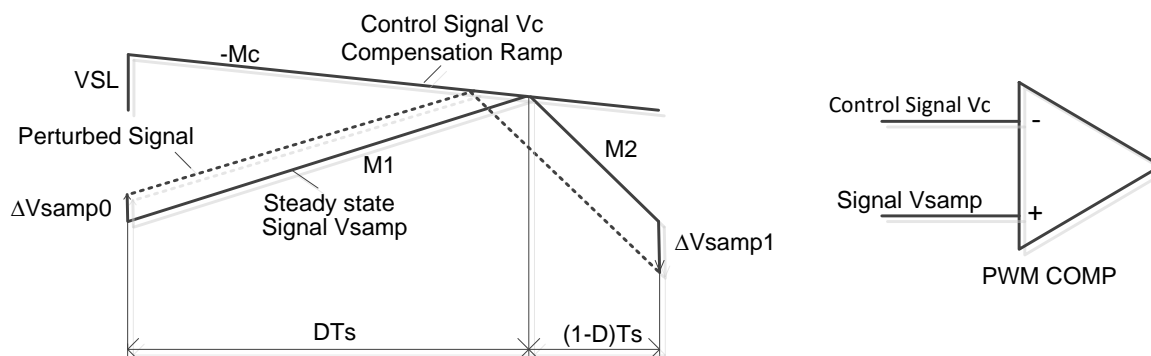 Control Signal Vc
Compensation Ramp
-Mc
VSL
Perturbed Signal
M1
M2
Steady state
Signal Vsamp
ΔVsamp0
ΔVsamp1
DTs
(1-D)Ts
Control Signal Vc
-
Signal Vsamp
+
PWM COMP